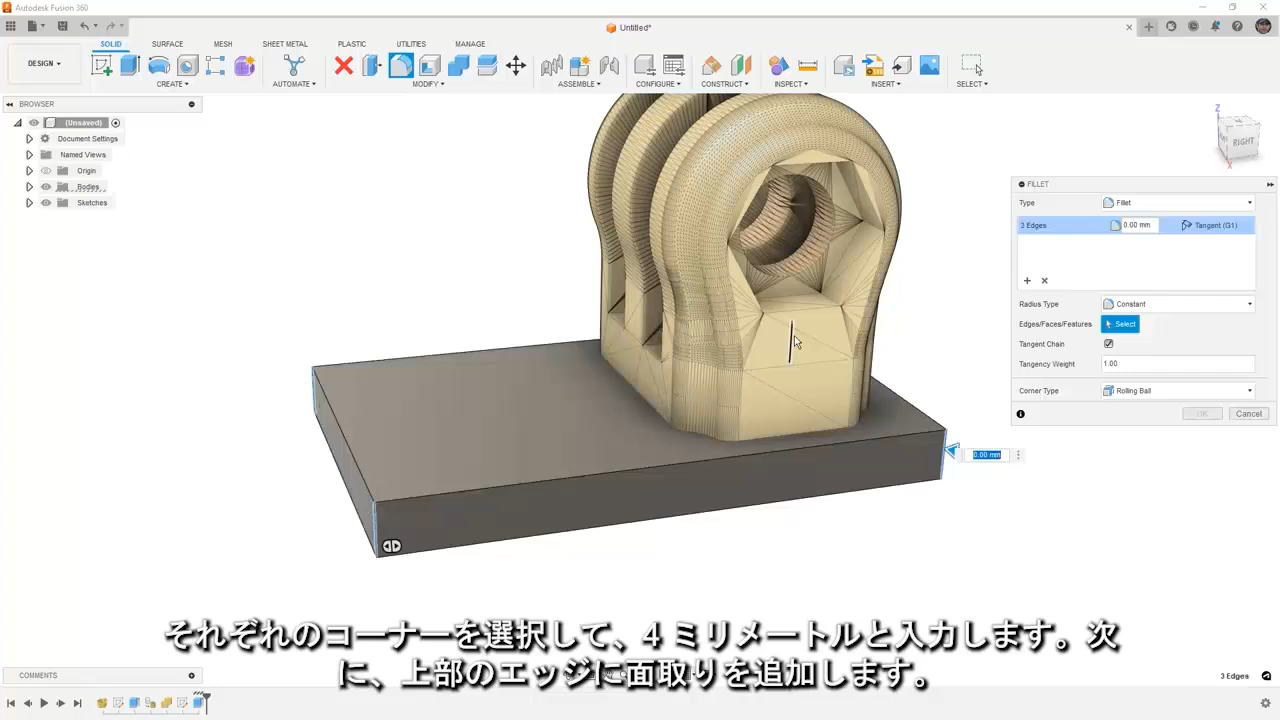 Autodesk Fusion 360
Untitled*
DESIGN
SOLID SURFACE MESH SHEET METAL PLASTIC UTILITIES MANAGE
CREATE AUTOMATE MODIFY ASSEMBLE CONFIGURE CONSTRUCT INSPECT INSERT SELECT
BROWSER
(Unsaved)
Document Settings
Named Views
Origin
Bodies
Sketches
Z
RIGHT
X
FILLET
Type Fillet
3 Edges 0.00 mm Tangent (G1)
Radius Type Constant
Edges/Faces/Features Select
Tangent Chain
Tangency Weight 1.00
Corner Type Rolling Ball
OK Cancel
0.00 mm
それぞれのコーナーを選択して、4 ミリメートルと入力します。次
に、上部のエッジに面取りを追加します。
COMMENTS
3 Edges